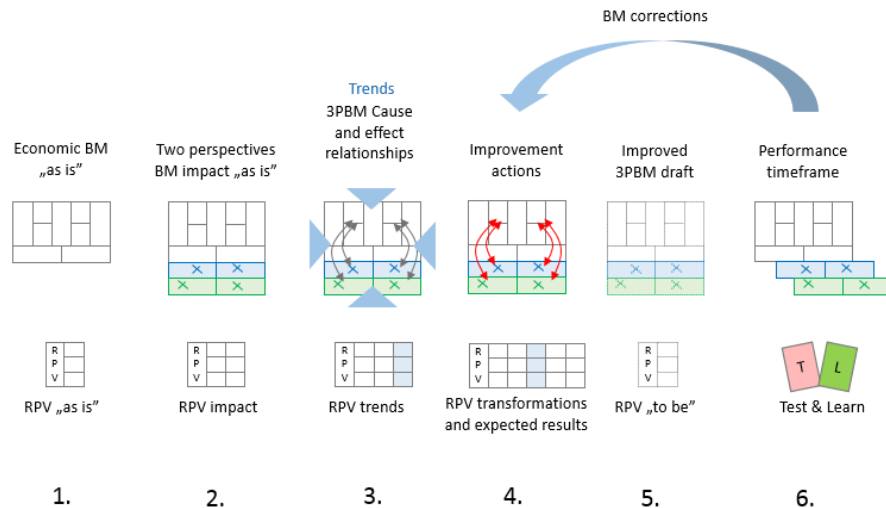 BM corrections
Trends
3PBM Cause
and effect
relationships
Economic BM
„as is”
Two perspectives
BM impact „as is”
Improvement
actions
Improved
3PBM draft
Performance
timeframe
R
P
V
R
P
V
R
P
V
R
P
V
R
P
V
T
L
RPV „as is”
RPV impact
RPV trends
RPV transformations
and expected results
RPV „to be”
Test & Learn
1.
2.
3.
4.
5.
6.